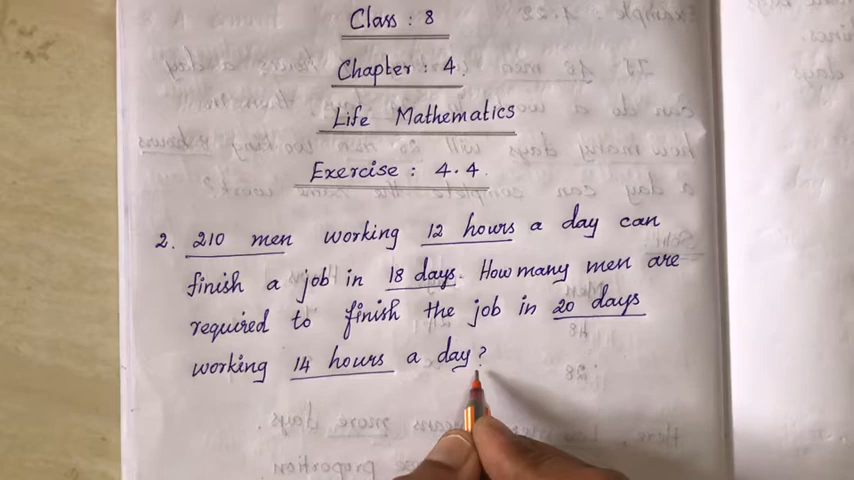 Class : 8
Chapter : 4.
Life Mathematics
Exercise : 4.4
2. 210 men working 12 hours a day can
finish a job in 18 days. How many men are
required to finish the job in 20 days
working 14 hours a day?